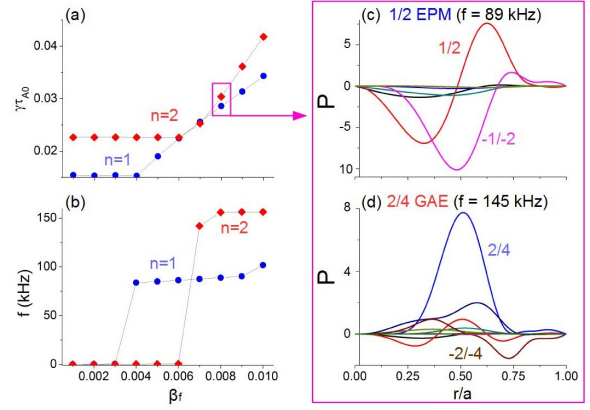 (a)
0.04
0.03
0.02
γτA0
n=2
n=1
(b)
150
100
50
0
f (kHz)
n=1
n=2
0.002 0.004 0.006 0.008 0.010
βf
(c) 1/2 EPM (f = 89 kHz)
5
0
5
10
P
1/2
-1/-2
(d) 2/4 GAE (f = 145 kHz)
8
4
0
P
2/4
-2/-4
0.00 0.25 0.50 0.75 1.00
r/a